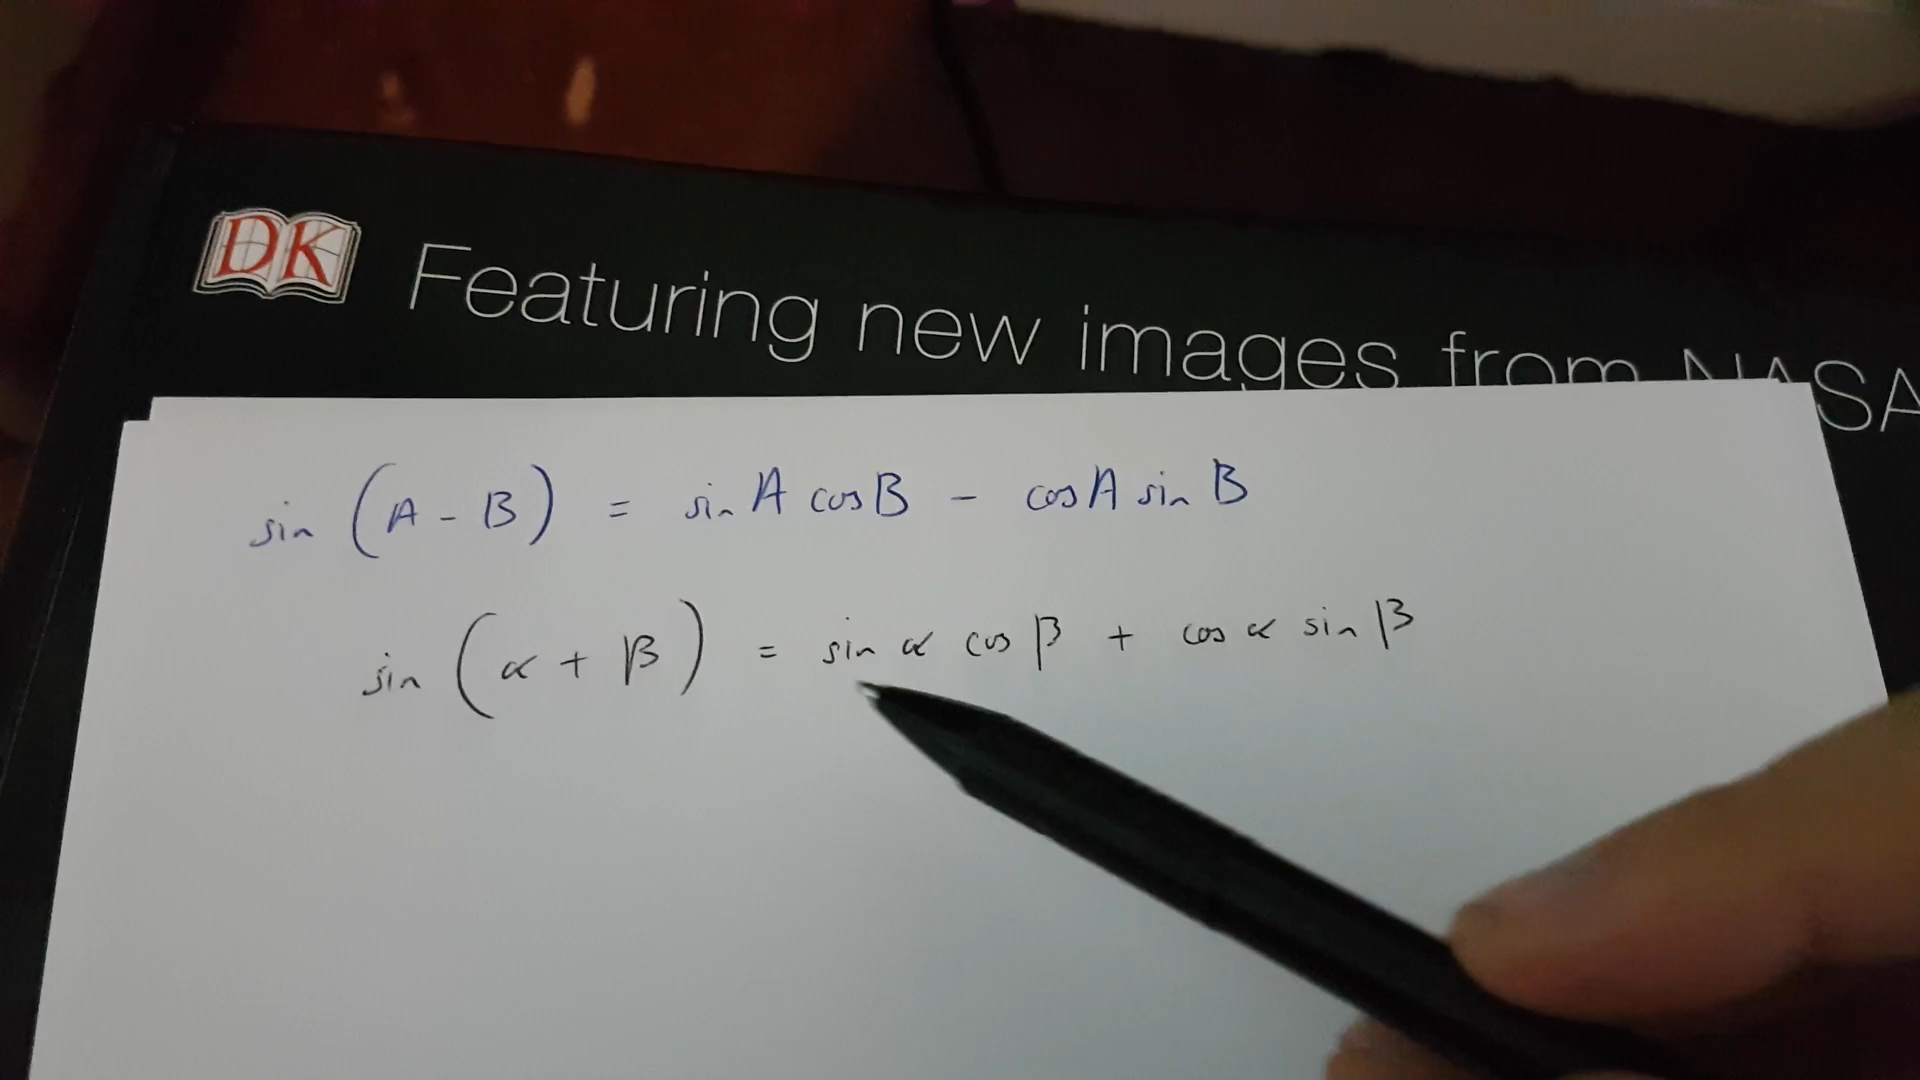 DK Featuring new images from NASA
sin (A - B) = sin A cos B - cos A sin B
sin (α + β) = sin α cos β + cos α sin β